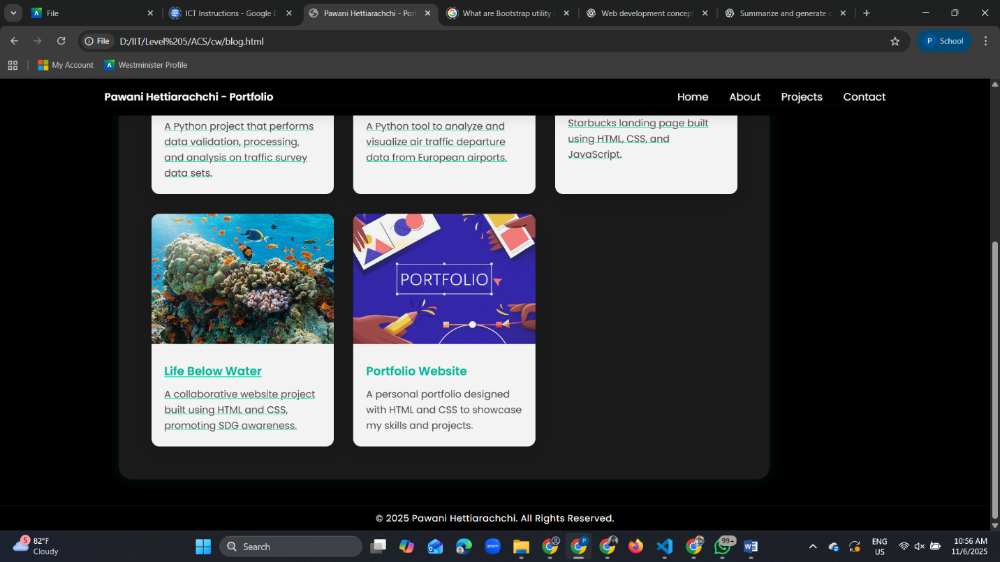 File
ICT Instructions - Google D
Pawani Hettiarachchi - Port
What are Bootstrap utility
Web development concept
Summarize and generate
File D:/IIT/Level%205/ACS/cw/blog.html
P School
My Account
Westminister Profile
Pawani Hettiarachchi - Portfolio
Home About Projects Contact
A Python project that performs
data validation, processing,
and analysis on traffic survey
data sets.
A Python tool to analyze and
visualize air traffic departure
data from European airports.
Starbucks landing page built
using HTML, CSS, and
JavaScript.
Life Below Water
A collaborative website project
built using HTML and CSS,
promoting SDG awareness.
PORTFOLIO
Portfolio Website
A personal portfolio designed
with HTML and CSS to showcase
my skills and projects.
© 2025 Pawani Hettiarachchi. All Rights Reserved.
5
82°F
Cloudy
Search
zoom
P
99+
ENG
US
10:56 AM
11/6/2025